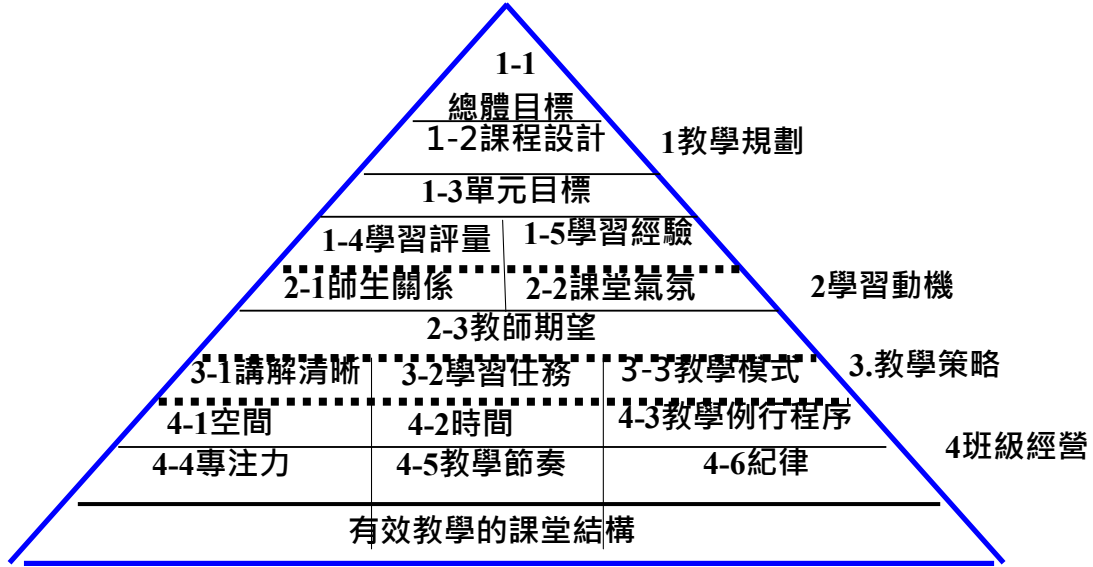 1-1
總體目標
1-2課程設計
1教學規劃
1-3單元目標
1-4學習評量
1-5學習經驗
2-1師生關係
2-2課堂氣氛
2學習動機
2-3教師期望
3-1講解清晰
3-2學習任務
3-3教學模式
3.教學策略
4-1空間
4-2時間
4-3教學例行程序
4班級經營
4-4專注力
4-5教學節奏
4-6紀律
有效教學的課堂結構